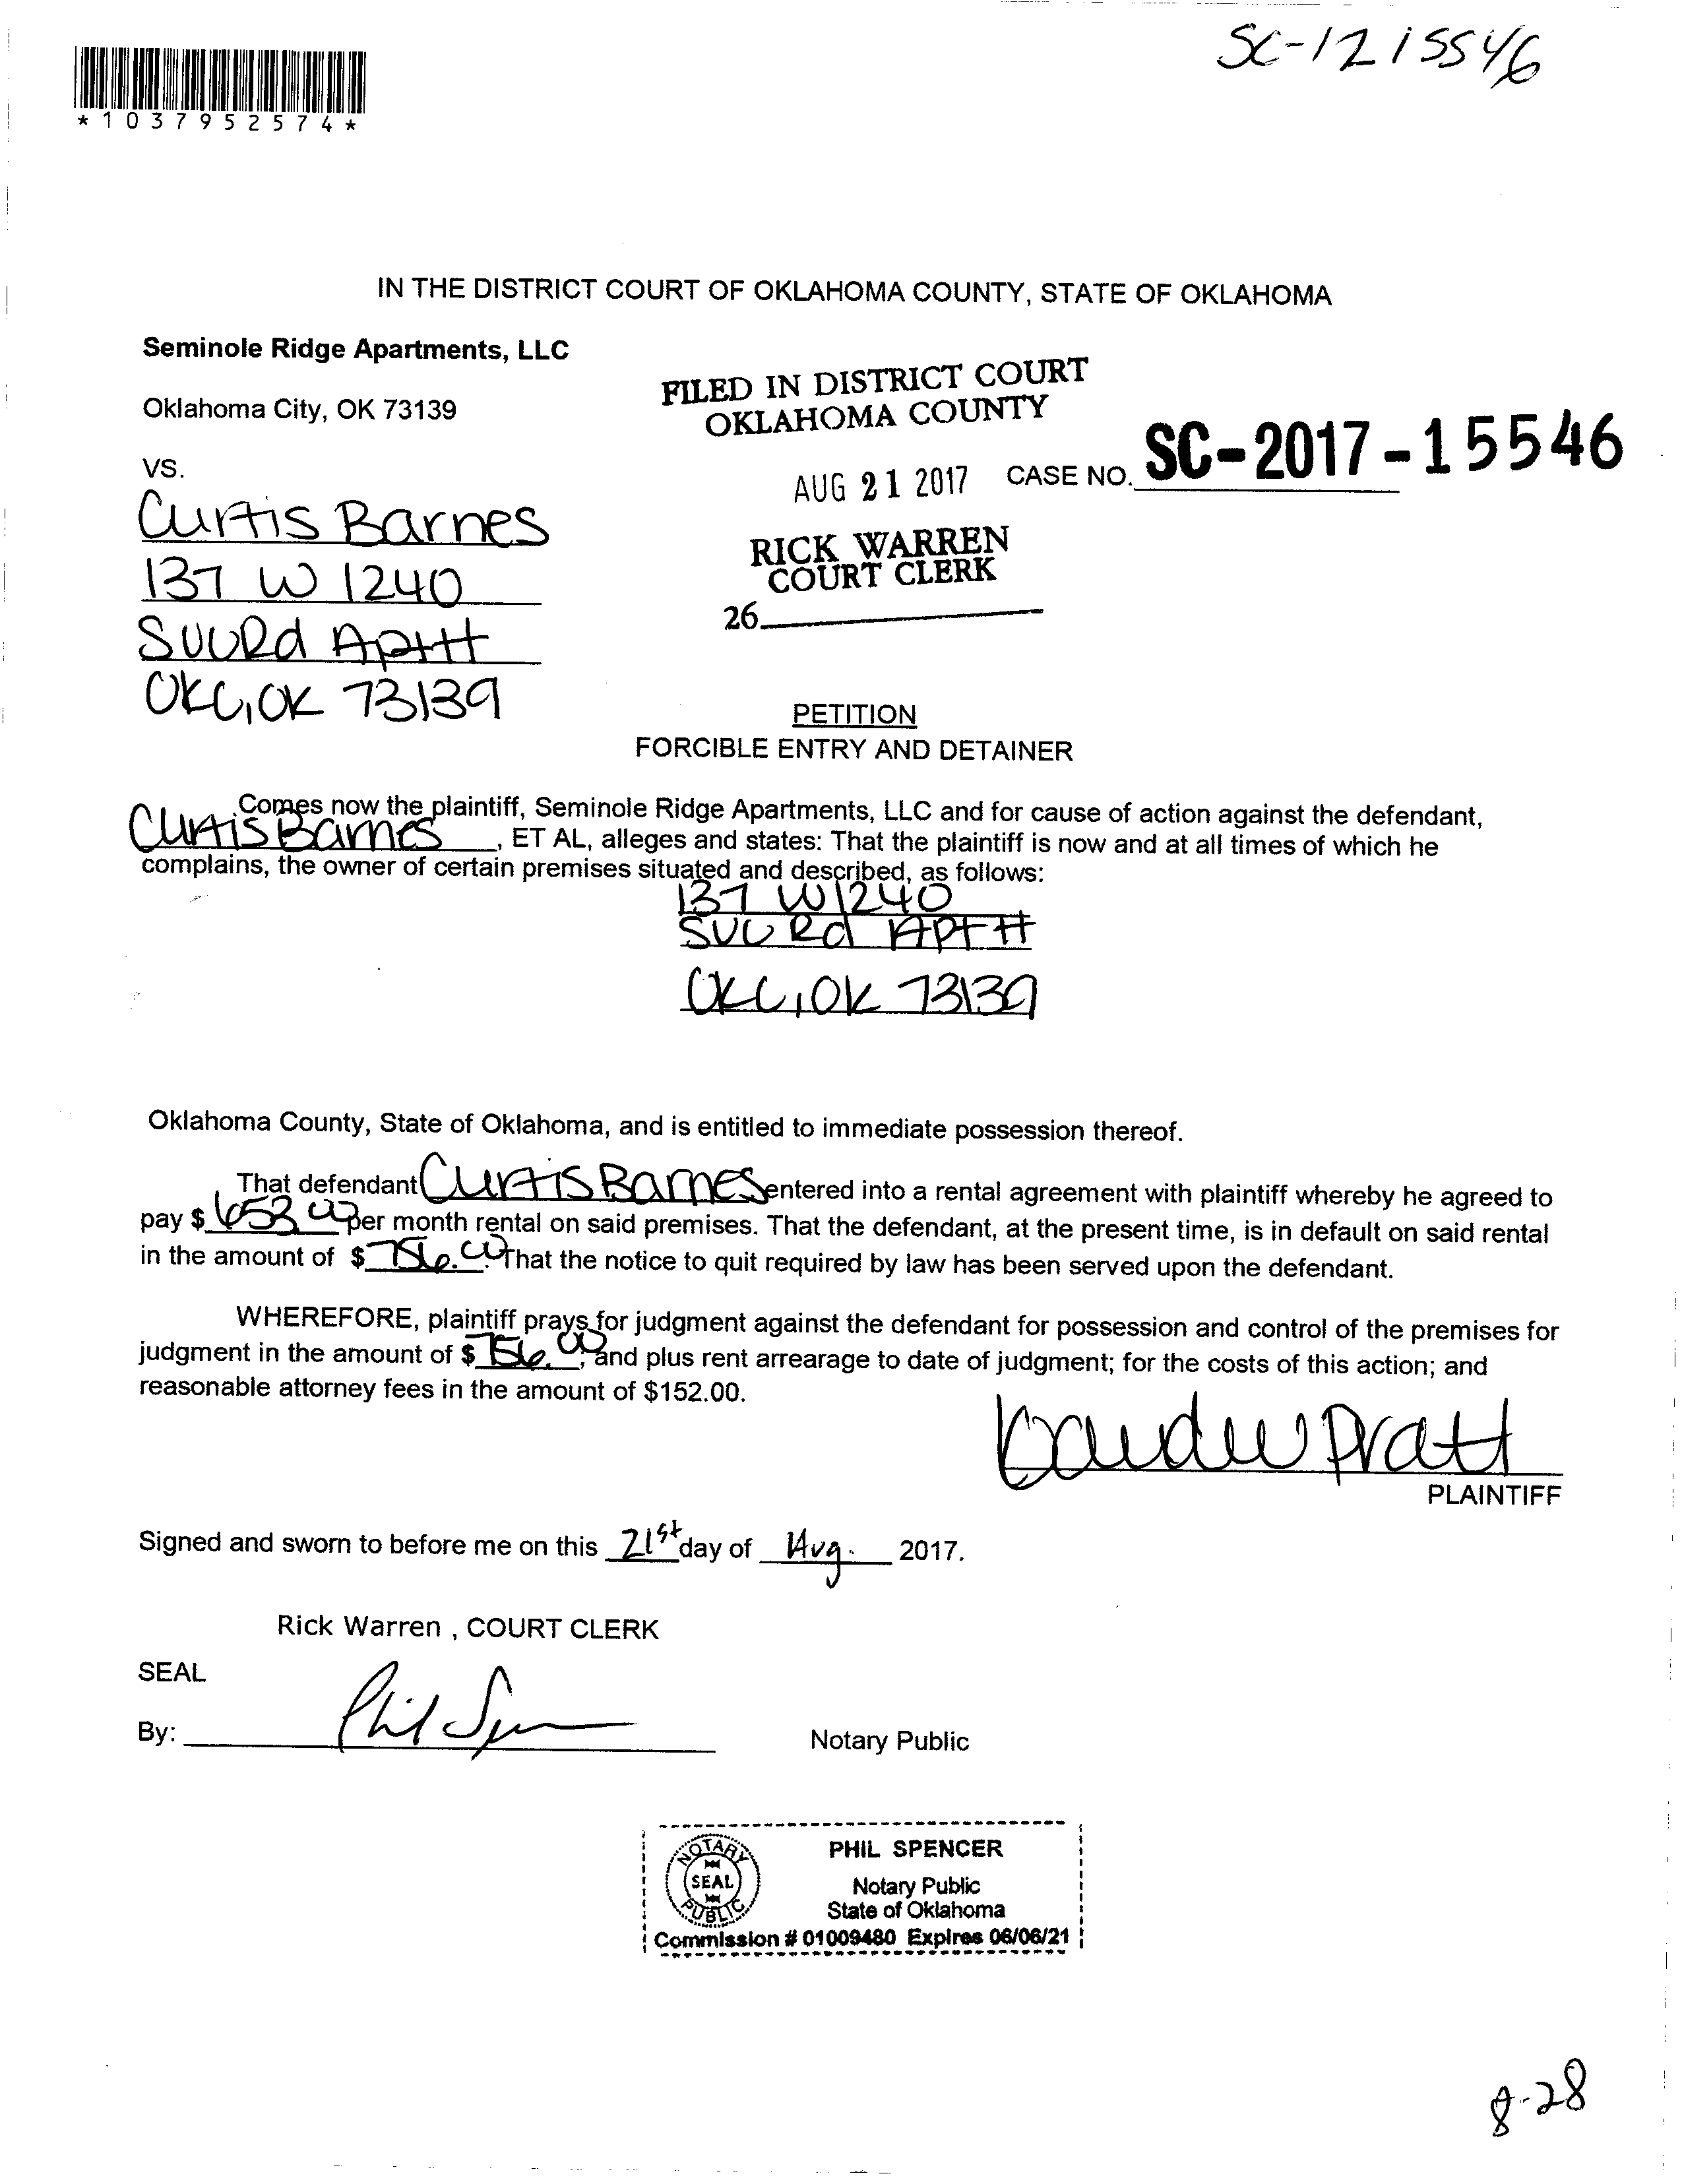 SC-1215546
*1037952574*
IN THE DISTRICT COURT OF OKLAHOMA COUNTY, STATE OF OKLAHOMA
Seminole Ridge Apartments, LLC
Oklahoma City, OK 73139
FILED IN DISTRICT COURT
OKLAHOMA COUNTY
AUG 21 2017
CASE NO. SC-2017-15546
VS.
RICK WARREN
COURT CLERK
26
Curtis Barnes
137 W 1240
SW Rd Apt H
OKC, OK 73139
PETITION
FORCIBLE ENTRY AND DETAINER
Comes now the plaintiff, Seminole Ridge Apartments, LLC and for cause of action against the defendant,
Curtis Barnes, ET AL, alleges and states: That the plaintiff is now and at all times of which he
complains, the owner of certain premises situated and described, as follows:
137 W 1240
Rd APT H
OKC, OK 73139
Oklahoma County, State of Oklahoma, and is entitled to immediate possession thereof.
That defendant Curtis Barnes entered into a rental agreement with plaintiff whereby he agreed to
pay $ 653.00 per month rental on said premises. That the defendant, at the present time, is in default on said rental
in the amount of $ 756.00. That the notice to quit required by law has been served upon the defendant.
WHEREFORE, plaintiff prays for judgment against the defendant for possession and control of the premises for
judgment in the amount of $ 756.00, and plus rent arrearage to date of judgment; for the costs of this action; and
reasonable attorney fees in the amount of $152.00.
Pratt
PLAINTIFF
Signed and sworn to before me on this 21st day of Aug. 2017.
Rick Warren , COURT CLERK
SEAL
By: Phil Spencer
Notary Public
NOTARY
SEAL
PUBLIC
PHIL SPENCER
Notary Public
State of Oklahoma
Commission # 01009480 Expires 06/06/21
8-28